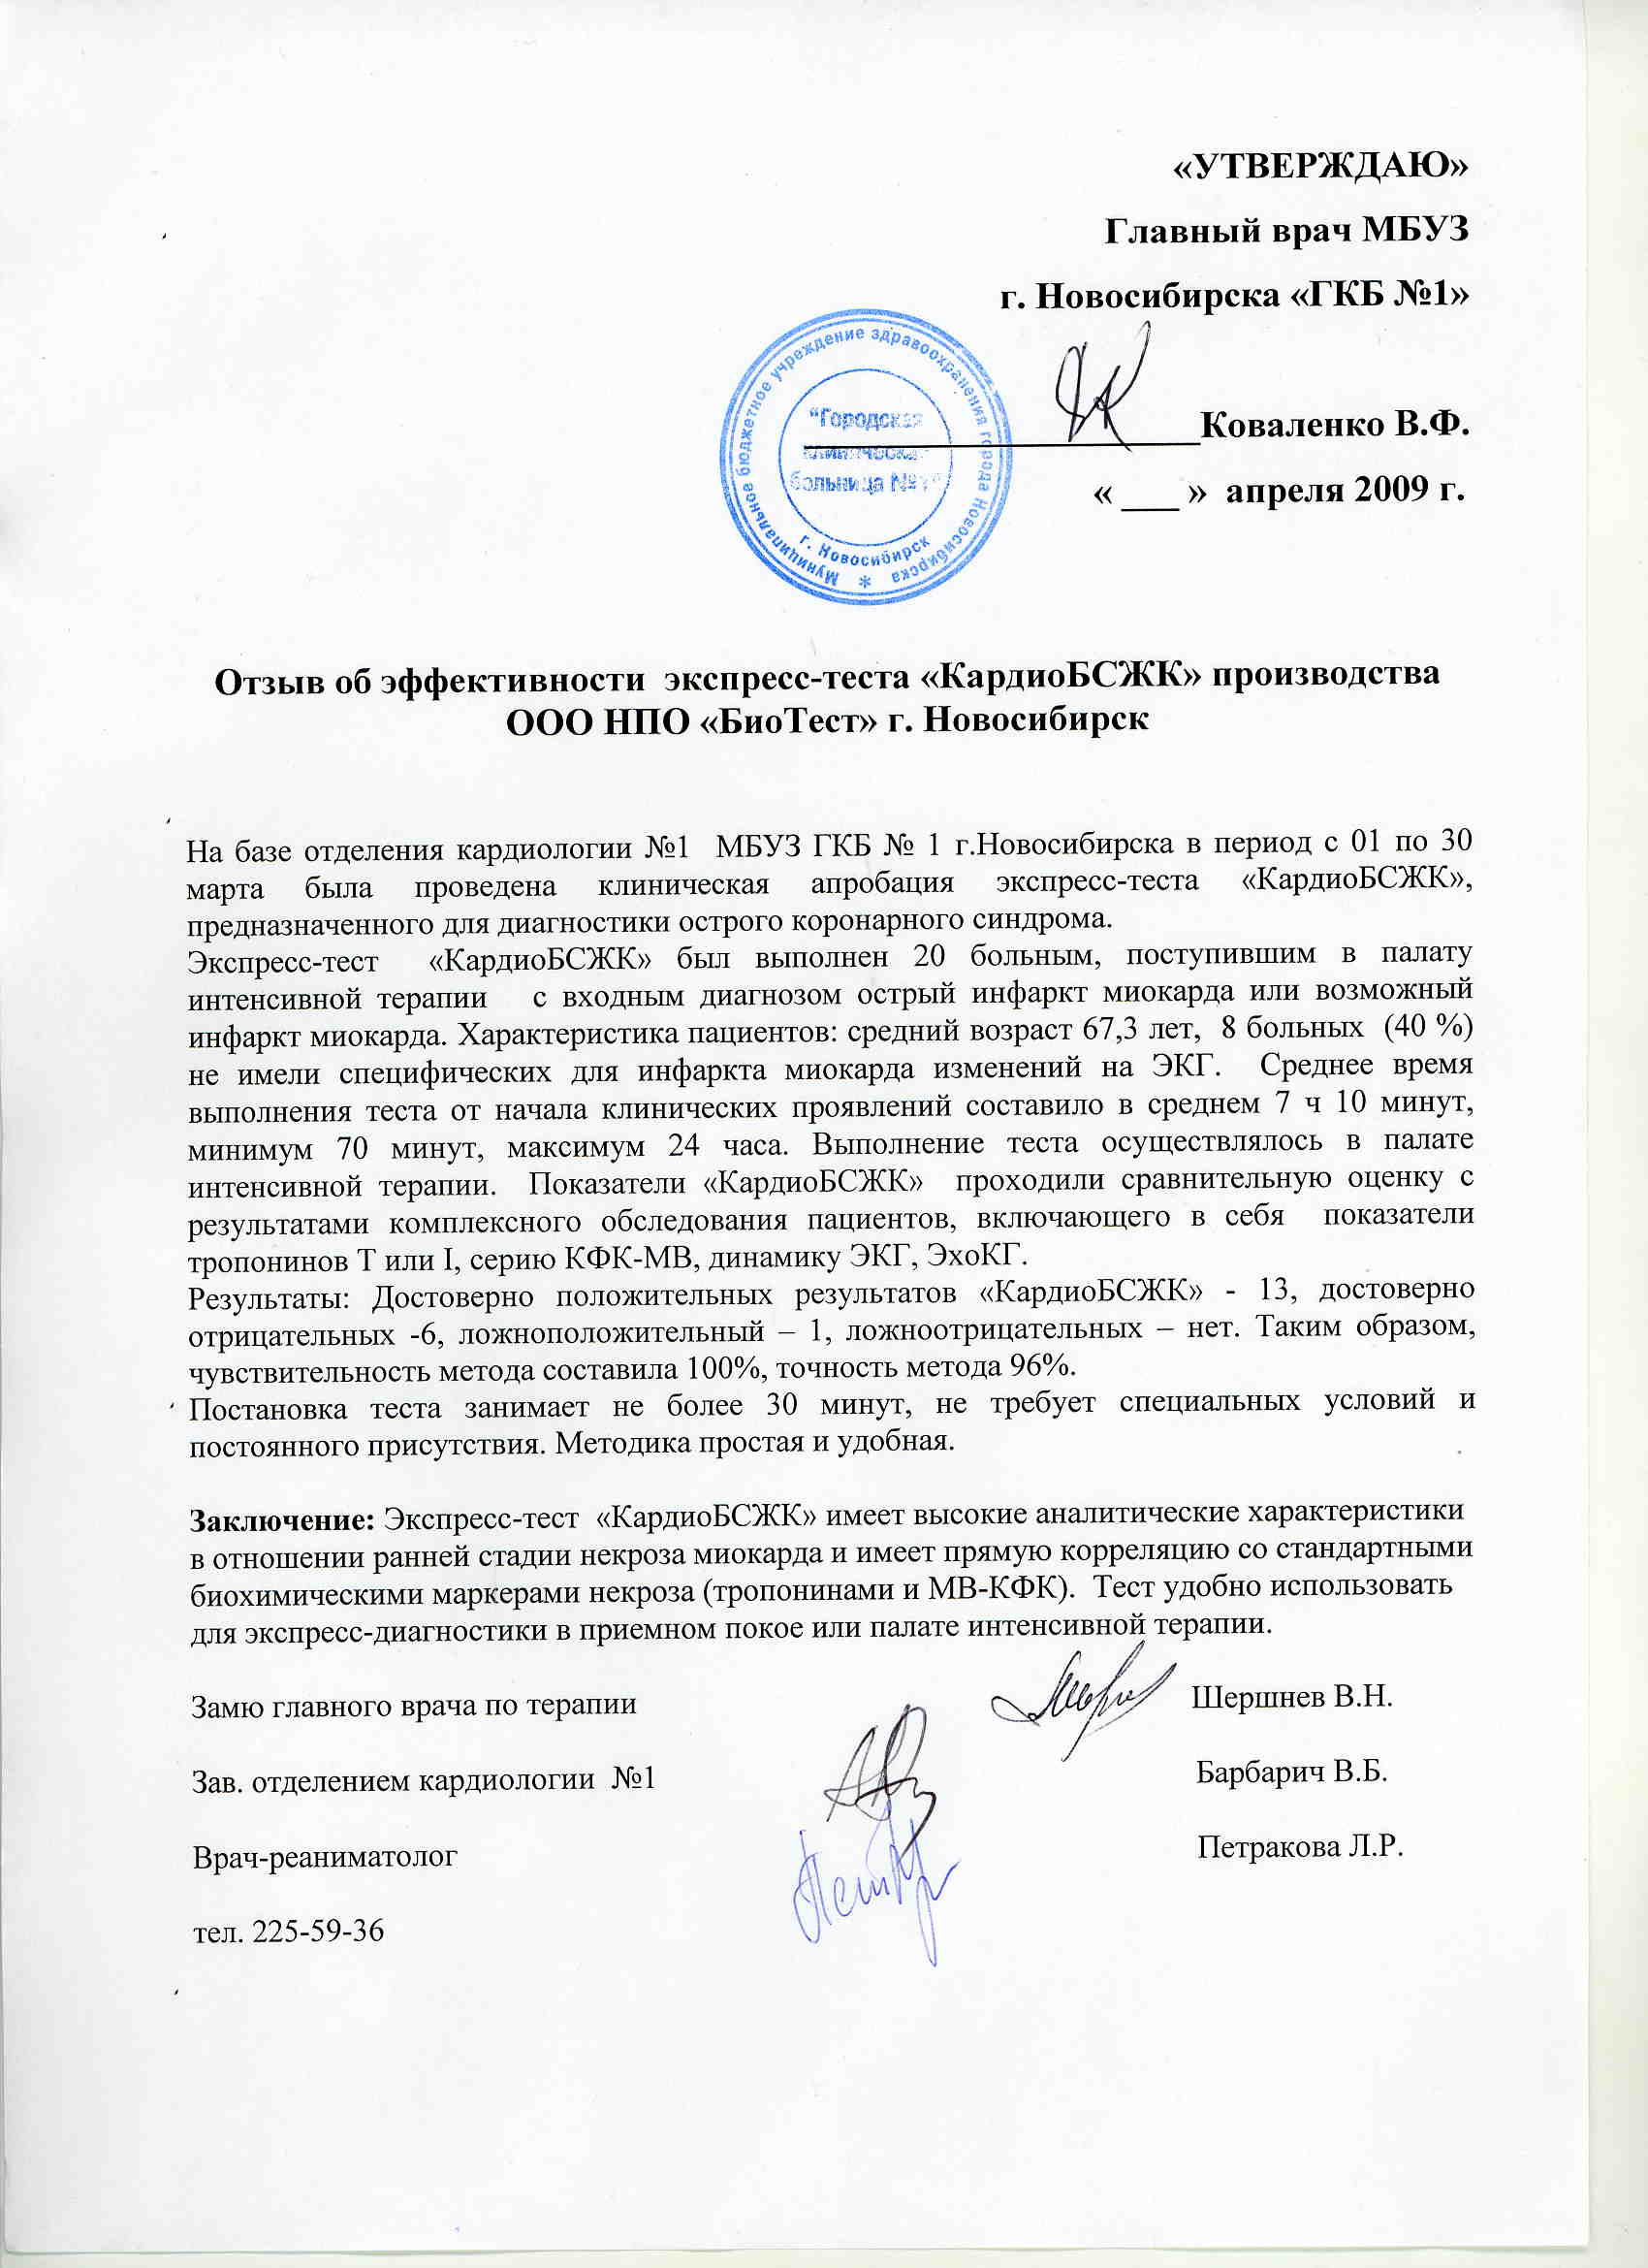 «УТВЕРЖДАЮ»
Главный врач МБУЗ
г. Новосибирска «ГКБ №1»
Муниципальное бюджетное учреждение здравоохранения города Новосибирска *
"Городская
клиническая
больница №1"
г. Новосибирск
Коваленко В.Ф.
« ___ » апреля 2009 г.
Отзыв об эффективности экспресс-теста «КардиоБСЖК» производства
ООО НПО «БиоТест» г. Новосибирск
На базе отделения кардиологии №1 МБУЗ ГКБ № 1 г.Новосибирска в период с 01 по 30
марта была проведена клиническая апробация экспресс-теста «КардиоБСЖК»,
предназначенного для диагностики острого коронарного синдрома.
Экспресс-тест «КардиоБСЖК» был выполнен 20 больным, поступившим в палату
интенсивной терапии с входным диагнозом острый инфаркт миокарда или возможный
инфаркт миокарда. Характеристика пациентов: средний возраст 67,3 лет, 8 больных (40 %)
не имели специфических для инфаркта миокарда изменений на ЭКГ. Среднее время
выполнения теста от начала клинических проявлений составило в среднем 7 ч 10 минут,
минимум 70 минут, максимум 24 часа. Выполнение теста осуществлялось в палате
интенсивной терапии. Показатели «КардиоБСЖК» проходили сравнительную оценку с
результатами комплексного обследования пациентов, включающего в себя показатели
тропонинов Т или I, серию КФК-МВ, динамику ЭКГ, ЭхоКГ.
Результаты: Достоверно положительных результатов «КардиоБСЖК» - 13, достоверно
отрицательных -6, ложноположительный – 1, ложноотрицательных – нет. Таким образом,
чувствительность метода составила 100%, точность метода 96%.
Постановка теста занимает не более 30 минут, не требует специальных условий и
постоянного присутствия. Методика простая и удобная.
Заключение: Экспресс-тест «КардиоБСЖК» имеет высокие аналитические характеристики
в отношении ранней стадии некроза миокарда и имеет прямую корреляцию со стандартными
биохимическими маркерами некроза (тропонинами и МВ-КФК). Тест удобно использовать
для экспресс-диагностики в приемном покое или палате интенсивной терапии.
Замю главного врача по терапии Шершнев В.Н.
Зав. отделением кардиологии №1 Барбарич В.Б.
Врач-реаниматолог Петракова Л.Р.
тел. 225-59-36